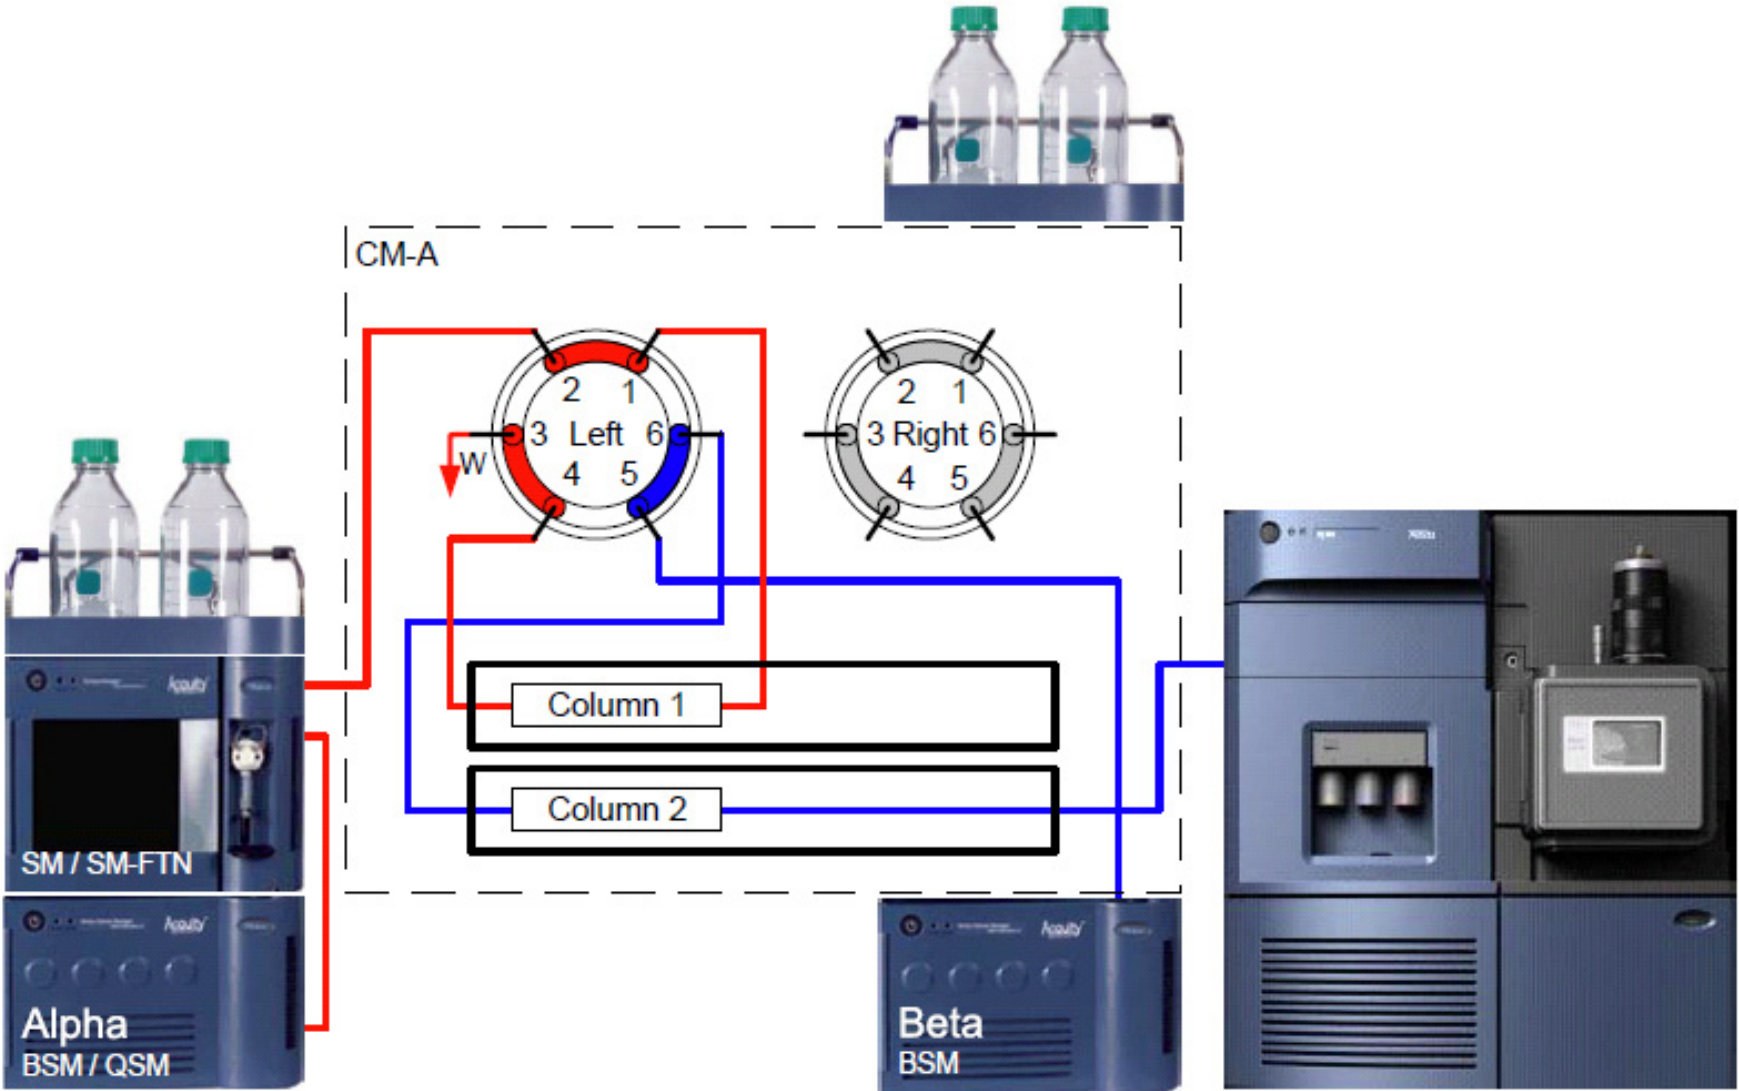 CM-A
2 1
3 Left 6
W
4 5
2 1
3 Right 6
4 5
Column 1
Column 2
Acquity
SM / SM-FTN
Acquity
Alpha
BSM / QSM
Acquity
Beta
BSM